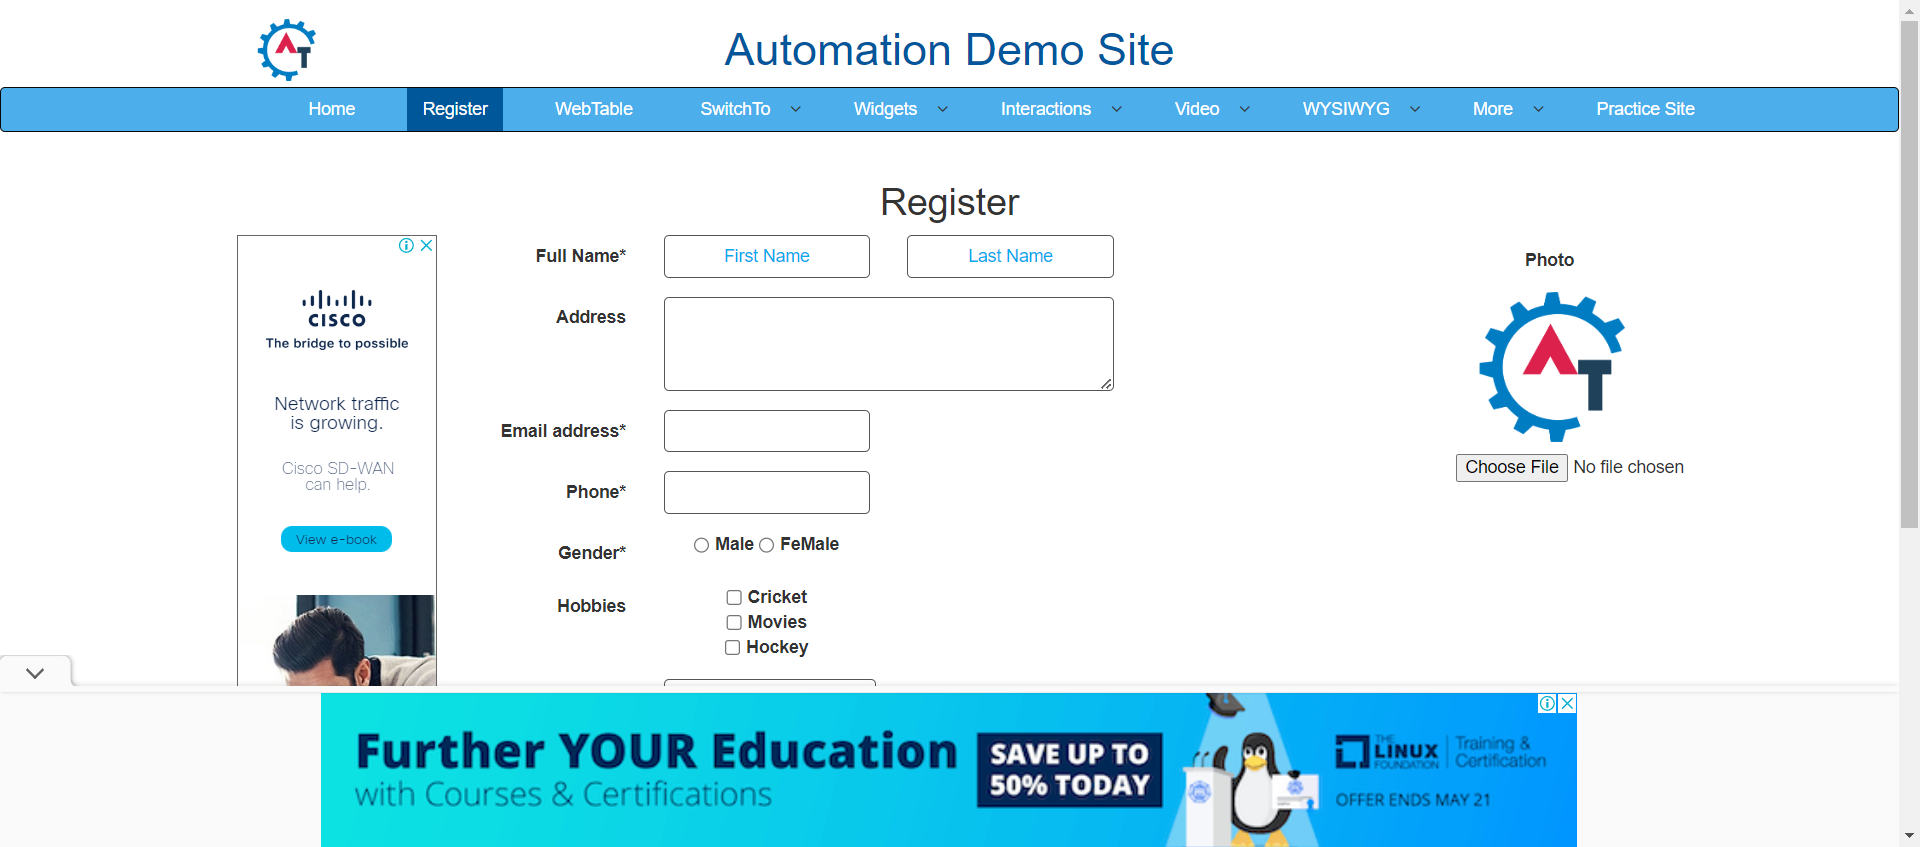 AT
Automation Demo Site
Home Register WebTable SwitchTo Widgets Interactions Video WYSIWYG More Practice Site
Register
Full Name* First Name Last Name
Address
Email address*
Phone*
Gender* Male FeMale
Hobbies Cricket
Movies
Hockey
Photo
AT
Choose File No file chosen
CISCO
The bridge to possible
Network traffic
is growing.
Cisco SD-WAN
can help.
View e-book
Further YOUR Education
with Courses & Certifications
SAVE UP TO
50% TODAY
THE
LINUX
FOUNDATION
Training &
Certification
OFFER ENDS MAY 21